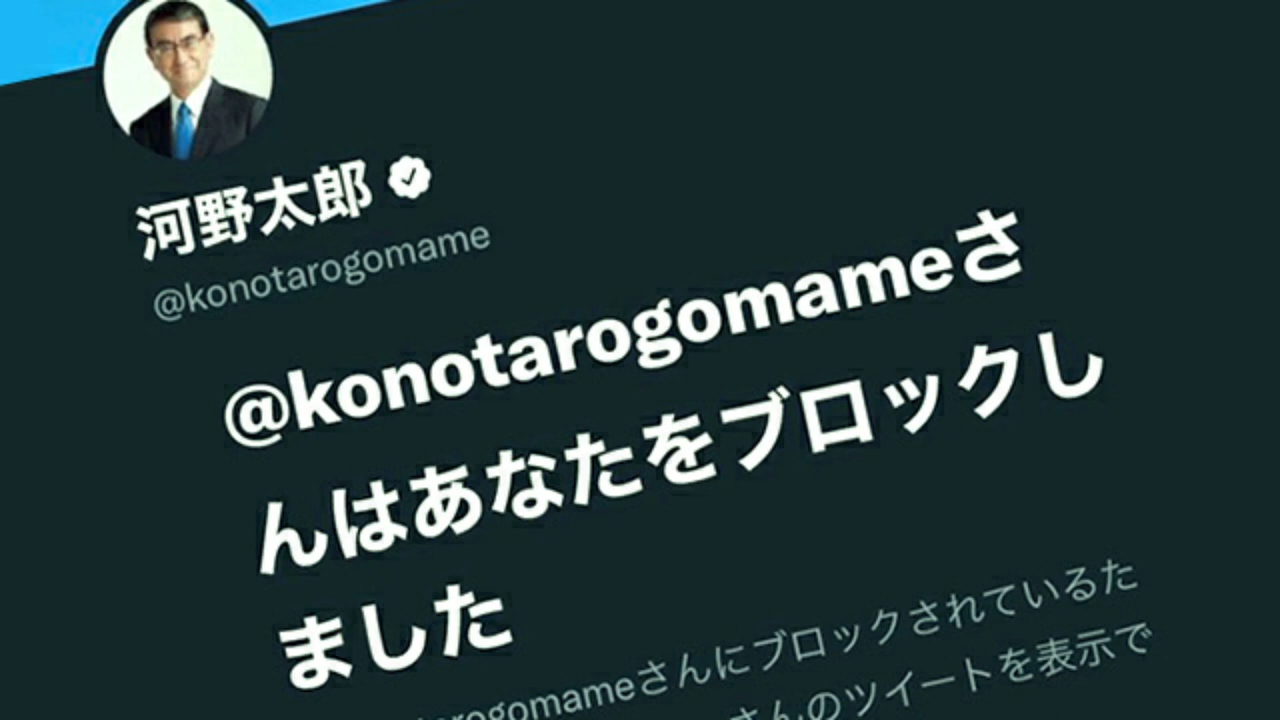 河野太郎
@konotarogomame
@konotarogomameさ
んはあなたをブロックし
ました
rogomameさんにブロックされているた
さんのツイートを表示で